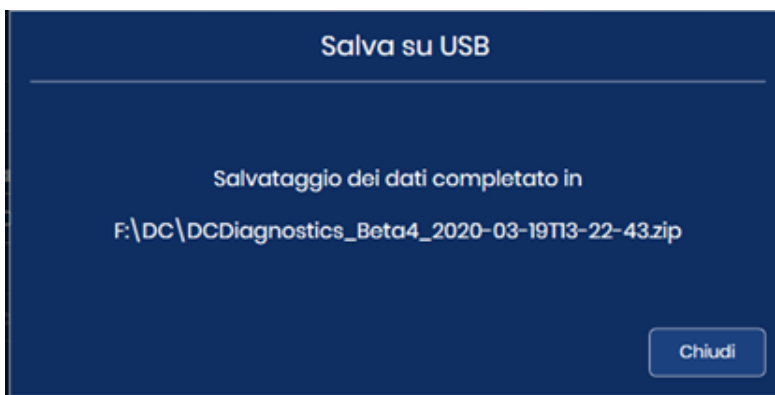 Salva su USB
Salvataggio dei dati completato in
F:\DC\DCDiagnostics_Beta4_2020-03-19T13-22-43.zip
Chiudi